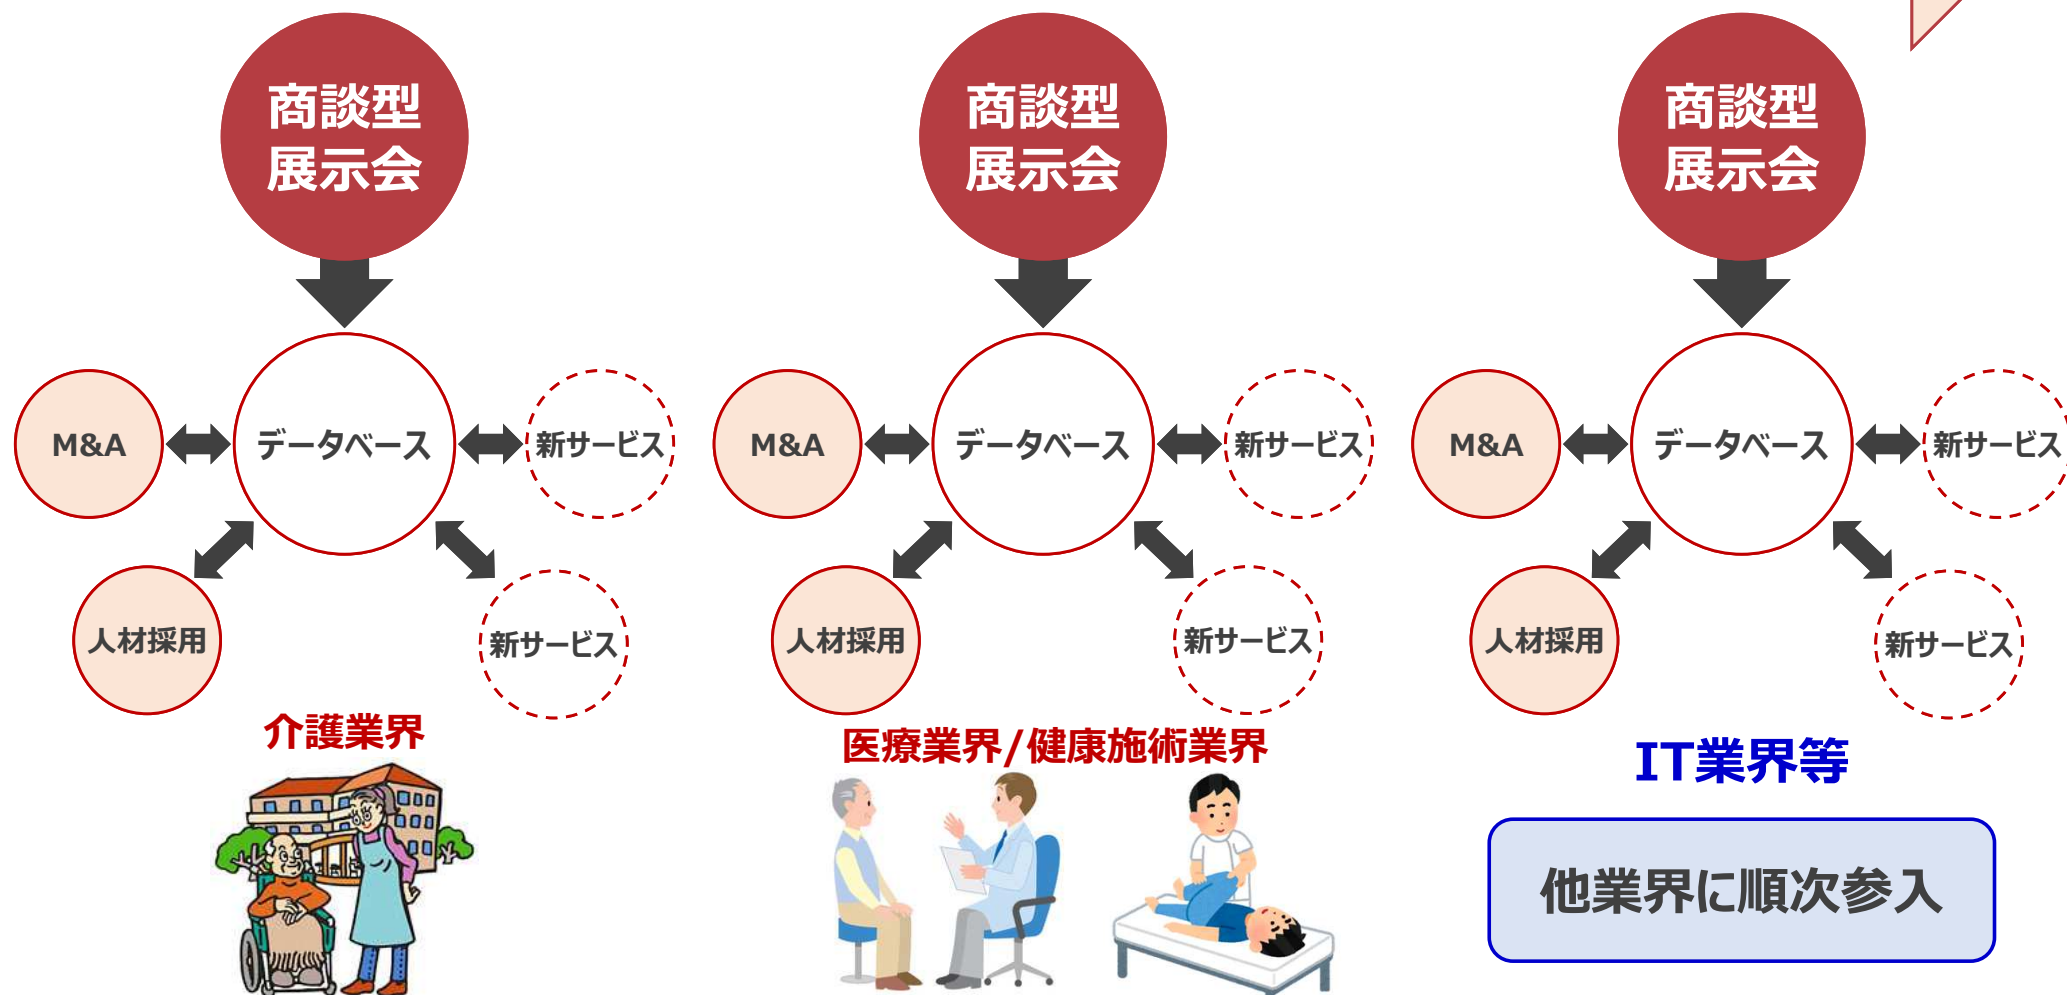 商談型
展示会
商談型
展示会
商談型
展示会
M&A
データベース
新サービス
M&A
データベース
新サービス
M&A
データベース
新サービス
人材採用
新サービス
人材採用
新サービス
人材採用
新サービス
介護業界
医療業界/健康施術業界
IT業界等
他業界に順次参入